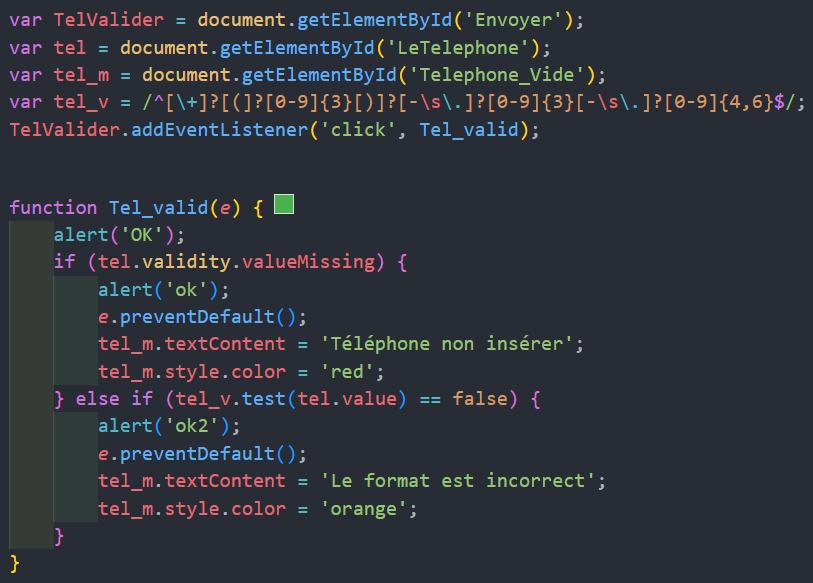 var TelValider = document.getElementById('Envoyer');
var tel = document.getElementById('LeTelephone');
var tel_m = document.getElementById('Telephone_Vide');
var tel_v = /^[\+]?[(]?[0-9]{3}[)]?[-\s\.]?[0-9]{3}[-\s\.]?[0-9]{4,6}$/;
TelValider.addEventListener('click', Tel_valid);
function Tel_valid(e) {
alert('OK');
if (tel.validity.valueMissing) {
alert('ok');
e.preventDefault();
tel_m.textContent = 'Téléphone non insérer';
tel_m.style.color = 'red';
} else if (tel_v.test(tel.value) == false) {
alert('ok2');
e.preventDefault();
tel_m.textContent = 'Le format est incorrect';
tel_m.style.color = 'orange';
}
}